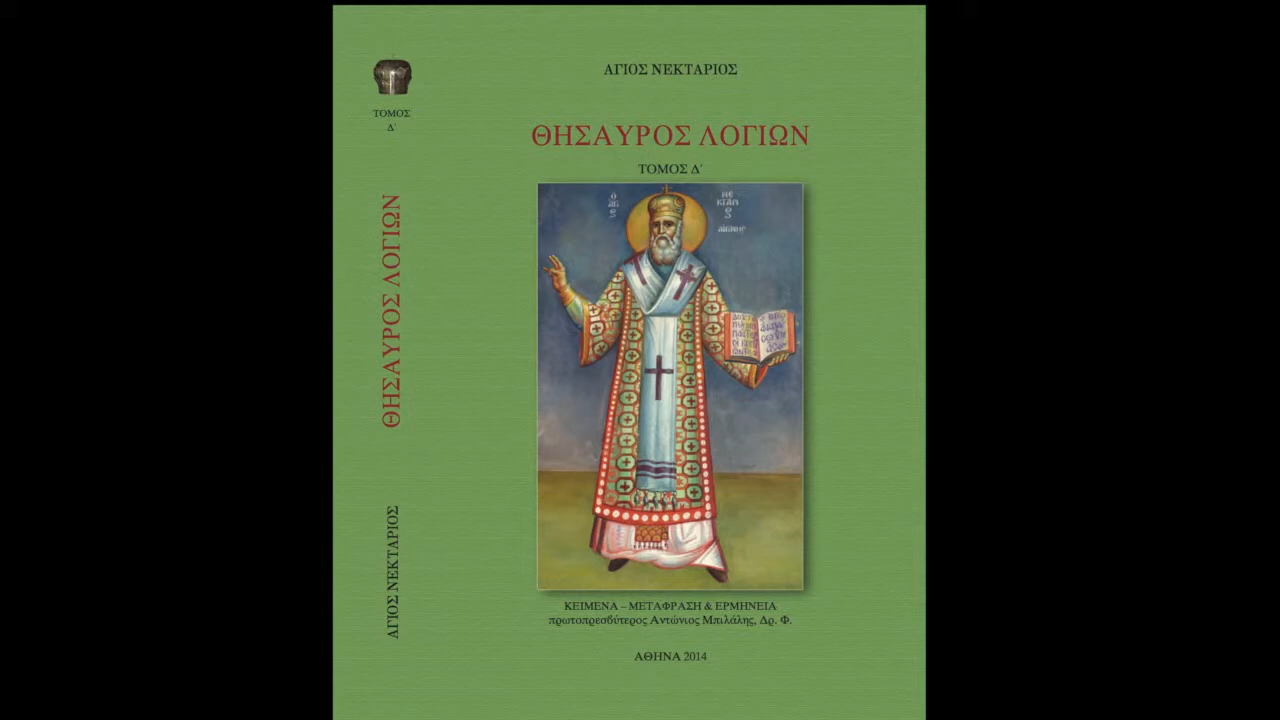 ΤΟΜΟΣ
Δ΄
ΘΗΣΑΥΡΟΣ ΛΟΓΙΩΝ
ΑΓΙΟΣ ΝΕΚΤΑΡΙΟΣ
ΑΓΙΟΣ ΝΕΚΤΑΡΙΟΣ
ΘΗΣΑΥΡΟΣ ΛΟΓΙΩΝ
ΤΟΜΟΣ Δ΄
ΚΕΙΜΕΝΑ – ΜΕΤΑΦΡΑΣΗ & ΕΡΜΗΝΕΙΑ
πρωτοπρεσβύτερος Αντώνιος Μπιλάλης, Δρ. Φ.
ΑΘΗΝΑ 2014